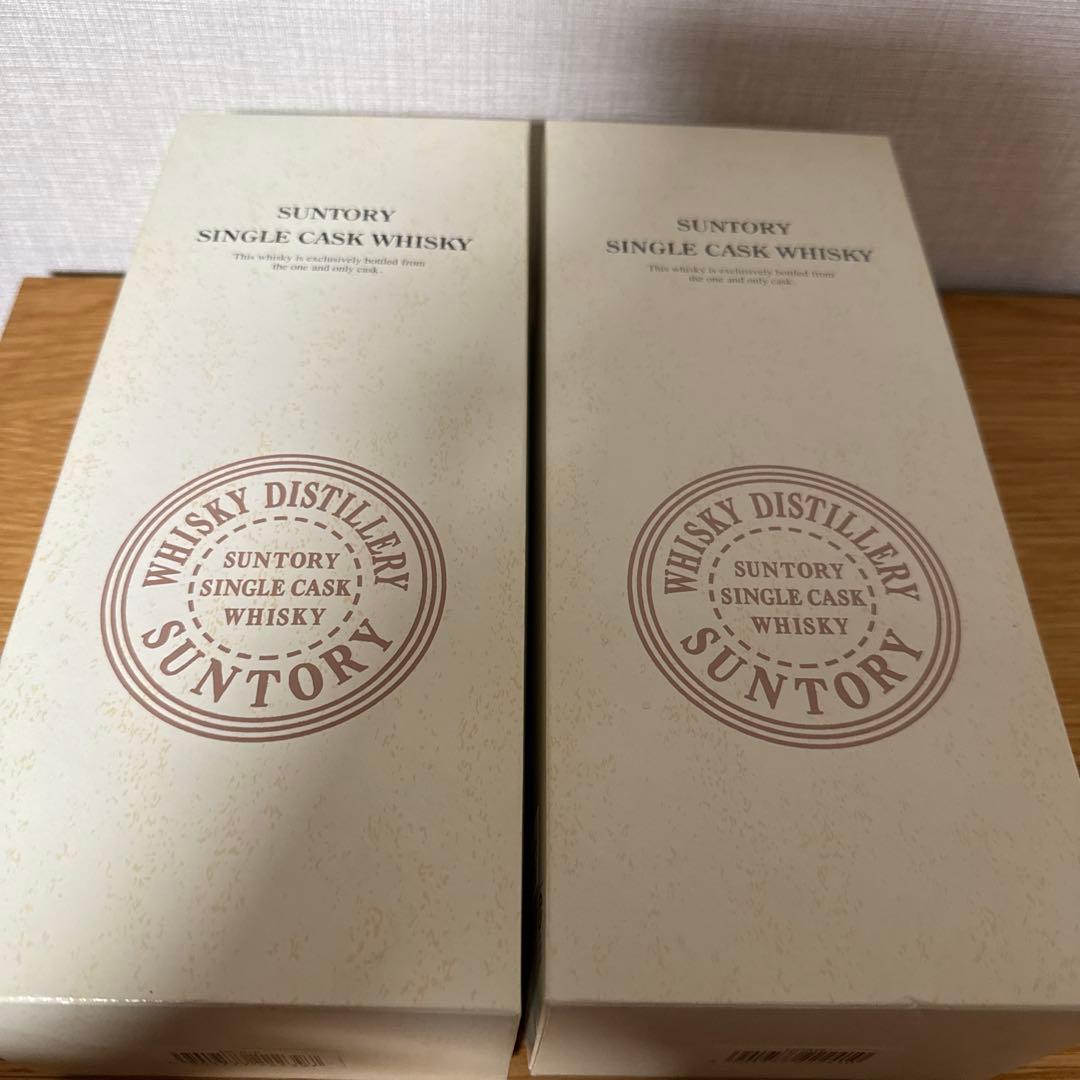 SUNTORY
SINGLE CASK WHISKY
This whisky is exclusively bottled from
the one and only cask.
WHISKY DISTILLERY
SUNTORY
SINGLE CASK
WHISKY
SUNTORY
SUNTORY
SINGLE CASK WHISKY
This whisky is exclusively bottled from
the one and only cask.
WHISKY DISTILLERY
SUNTORY
SINGLE CASK
WHISKY
SUNTORY